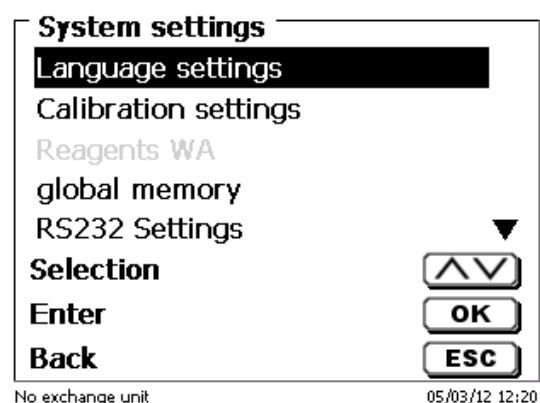 System settings
Language settings
Calibration settings
Reagents WA
global memory
RS232 Settings
Selection
Enter OK
Back ESC
No exchange unit 05/03/12 12:20